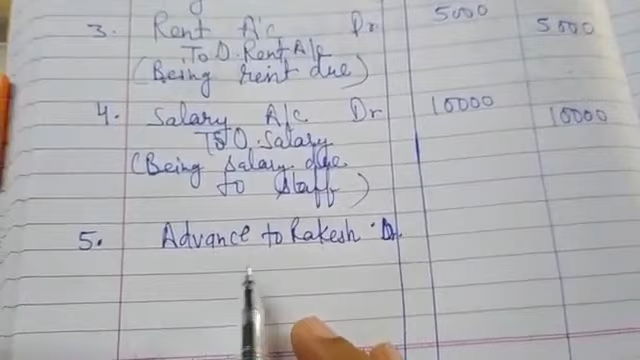 3. Rent A/c Dr 5000
To O. Rent A/c 5000
(Being rent due)
4. Salary A/c Dr 10000
To O. Salary 10000
(Being salary due
to staff)
5. Advance to Rakesh Dr.